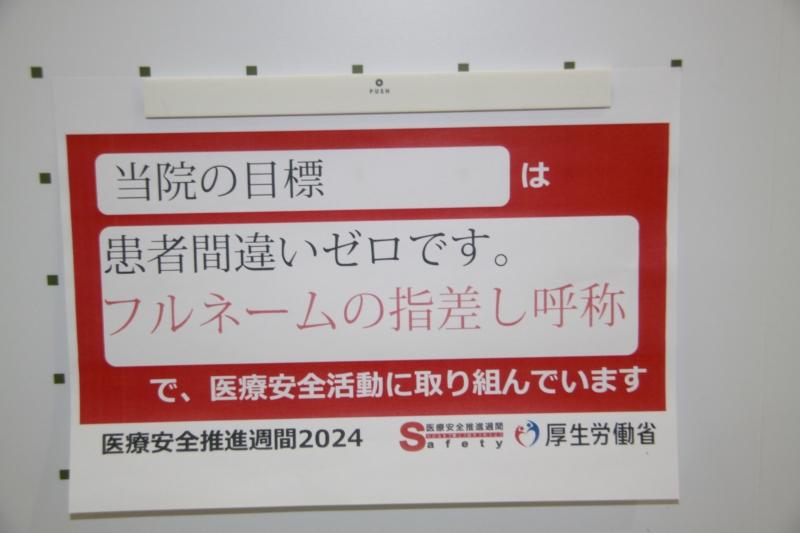 PUSH
当院の目標 は
患者間違いゼロです。
フルネームの指差し呼称
で、医療安全活動に取り組んでいます
医療安全推進週間2024
医療安全推進週間
Safety
厚生労働省